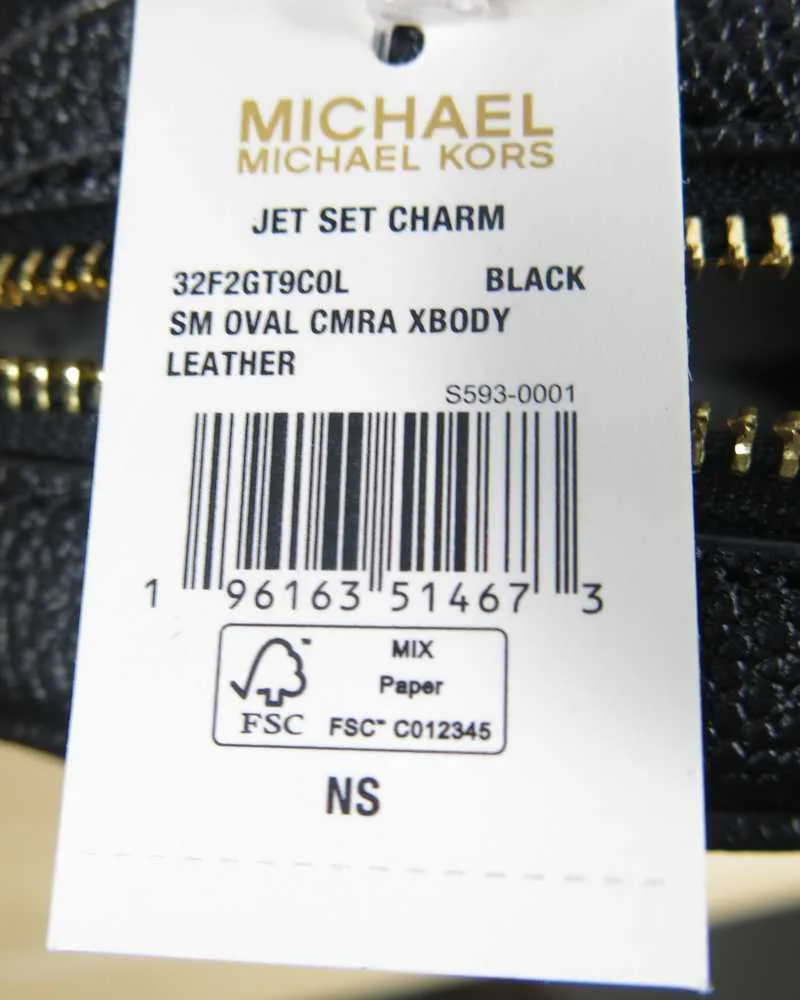 MICHAEL
MICHAEL KORS
JET SET CHARM
32F2GT9C0L BLACK
SM OVAL CMRA XBODY
LEATHER
S593-0001
1 96163 51467 3
MIX
Paper
FSC FSC™ C012345
NS